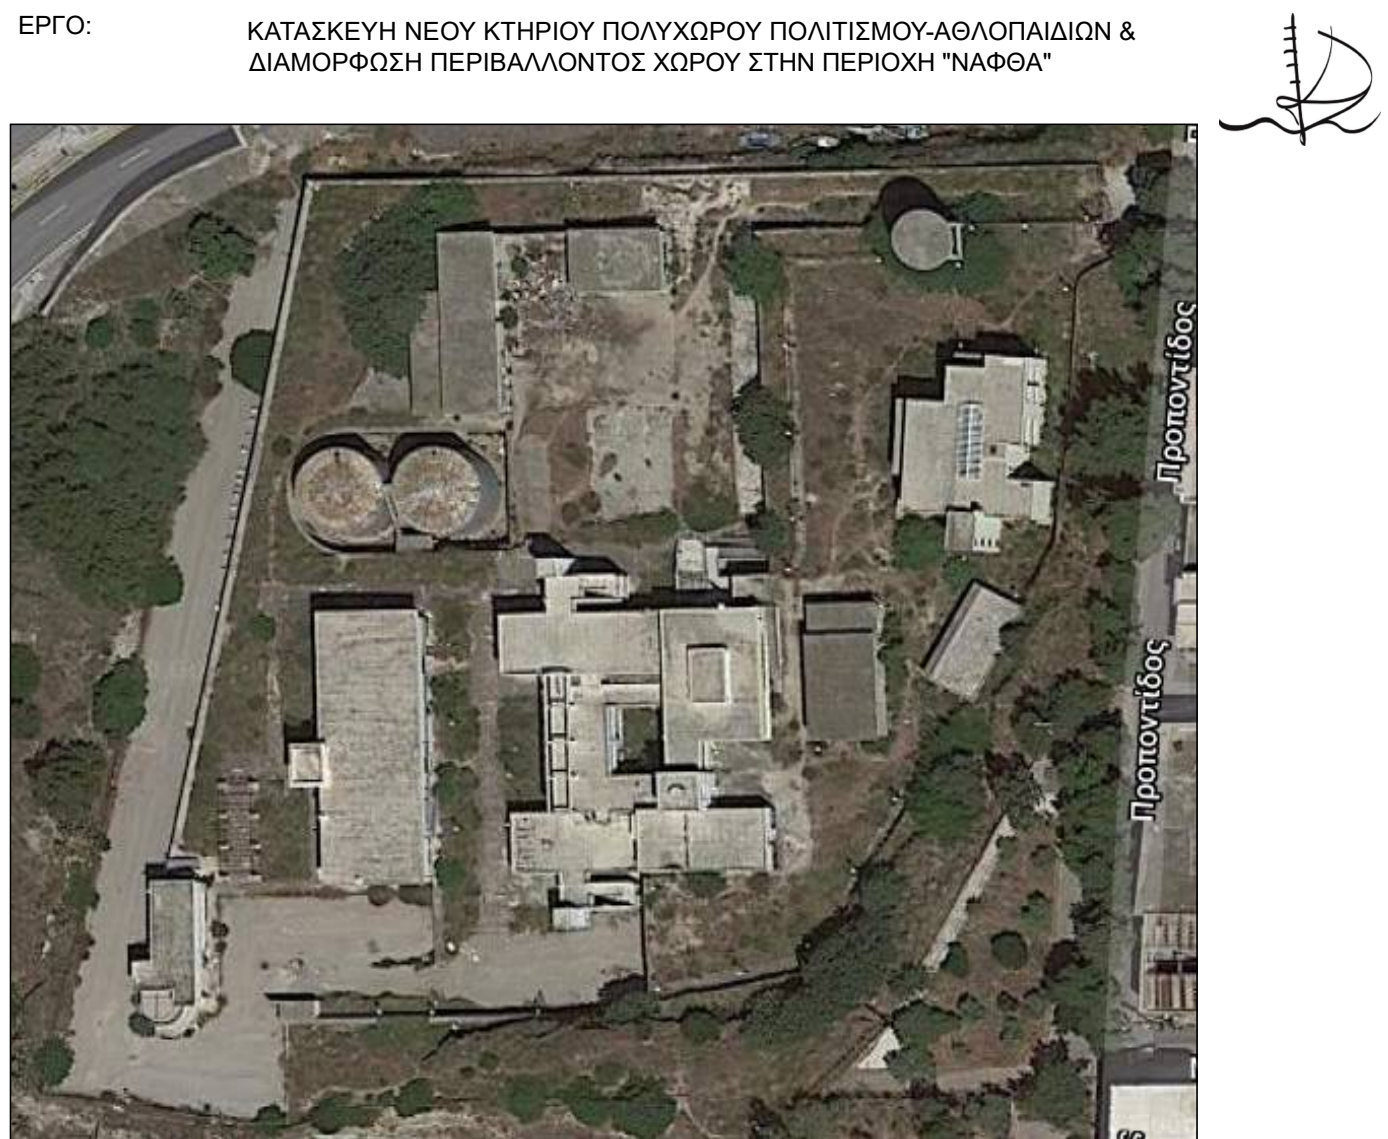 ΕΡΓΟ:
ΚΑΤΑΣΚΕΥΗ ΝΕΟΥ ΚΤΗΡΙΟΥ ΠΟΛΥΧΩΡΟΥ ΠΟΛΙΤΙΣΜΟΥ-ΑΘΛΟΠΑΙΔΙΩΝ &
ΔΙΑΜΟΡΦΩΣΗ ΠΕΡΙΒΑΛΛΟΝΤΟΣ ΧΩΡΟΥ ΣΤΗΝ ΠΕΡΙΟΧΗ "ΝΑΦΘΑ"
Προποντίδος
Προποντίδος